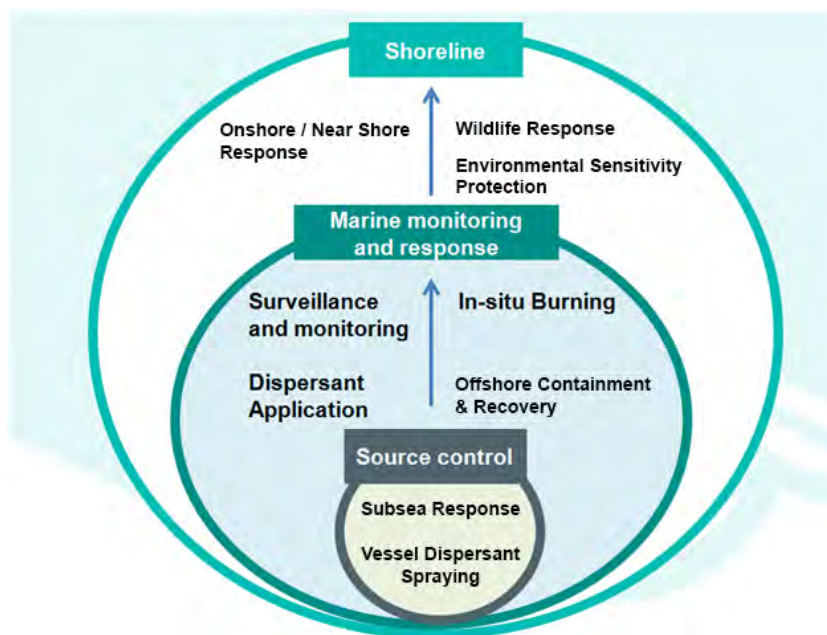 Shoreline
Onshore / Near Shore
Response
Wildlife Response
Environmental Sensitivity
Protection
Marine monitoring
and response
Surveillance
and monitoring
In-situ Burning
Dispersant
Application
Offshore Containment
& Recovery
Source control
Subsea Response
Vessel Dispersant
Spraying